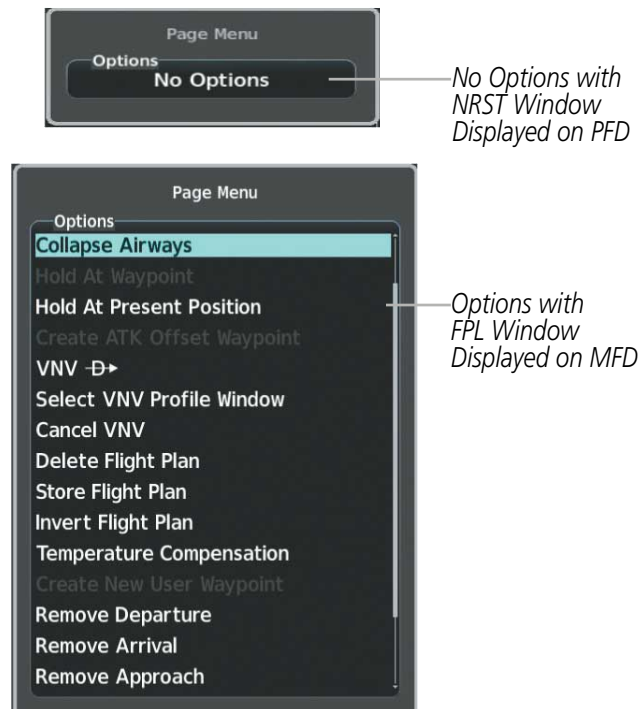 Page Menu
Options
No Options
No Options with
NRST Window
Displayed on PFD
Page Menu
Options
Collapse Airways
Hold At Waypoint
Hold At Present Position
Create ATK Offset Waypoint
VNV D
Select VNV Profile Window
Cancel VNV
Delete Flight Plan
Store Flight Plan
Invert Flight Plan
Temperature Compensation
Create New User Waypoint
Remove Departure
Remove Arrival
Remove Approach
Options with
FPL Window
Displayed on MFD